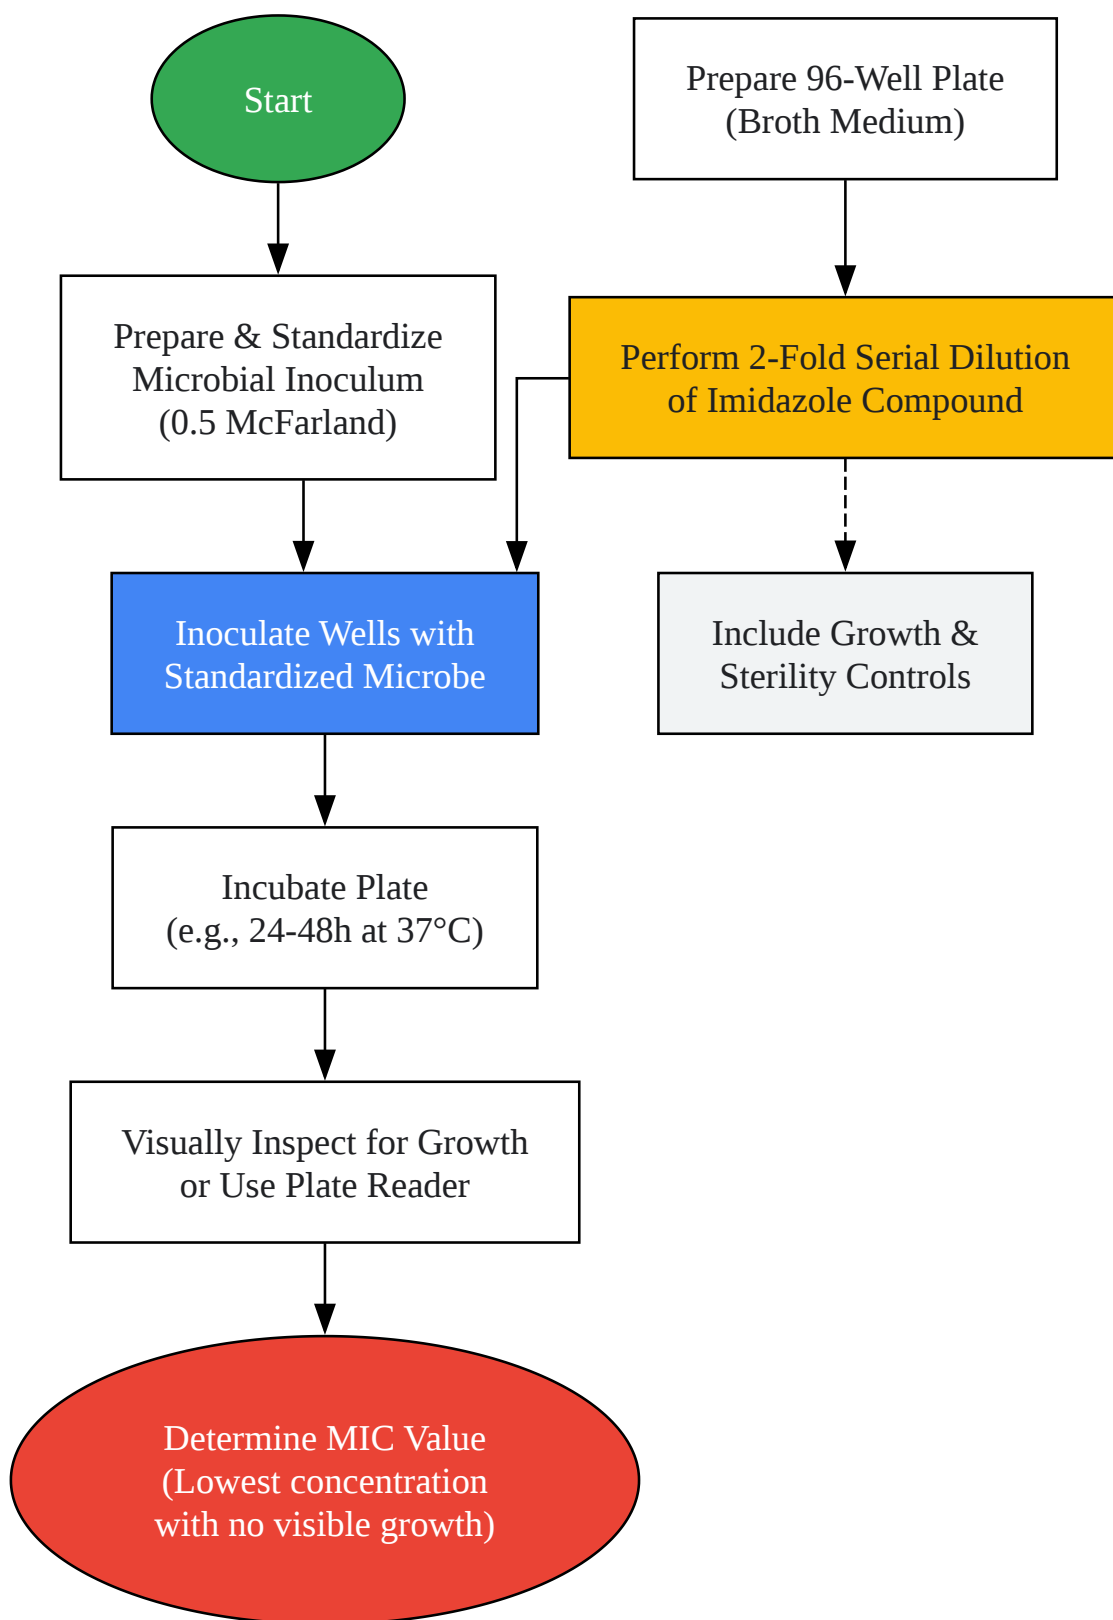 Start
Prepare 96-Well Plate
(Broth Medium)
Prepare & Standardize
Microbial Inoculum
(0.5 McFarland)
Perform 2-Fold Serial Dilution
of Imidazole Compound
Inoculate Wells with
Standardized Microbe
Include Growth &
Sterility Controls
Incubate Plate
(e.g., 24-48h at 37°C)
Visually Inspect for Growth
or Use Plate Reader
Determine MIC Value
(Lowest concentration
with no visible growth)